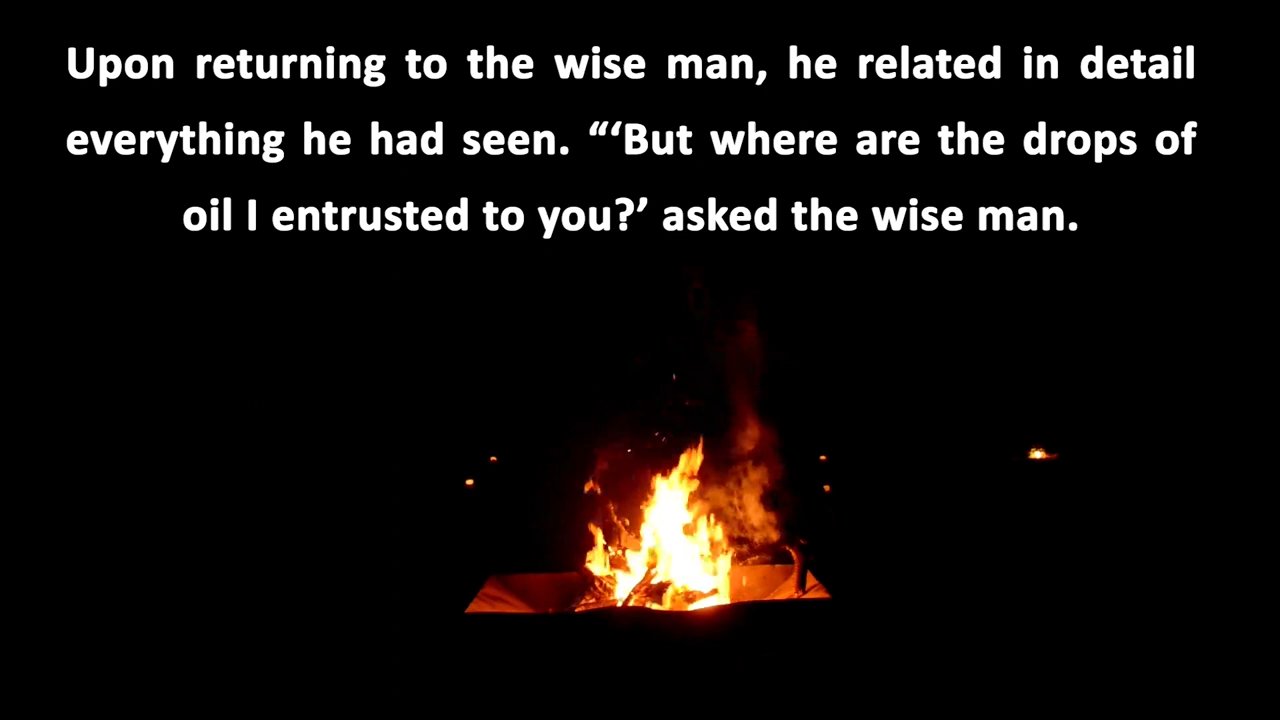 Upon returning to the wise man, he related in detail
everything he had seen. “‘But where are the drops of
oil I entrusted to you?’ asked the wise man.